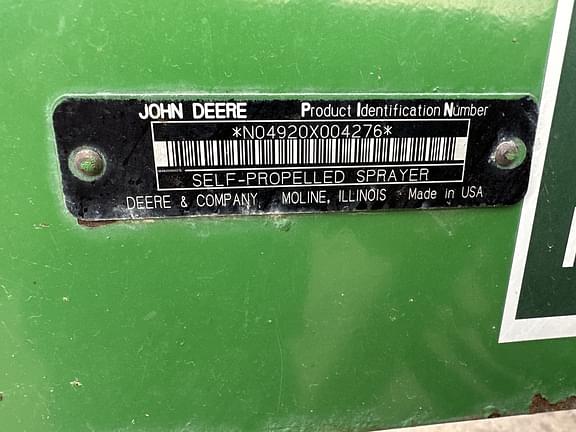 JOHN DEERE Product Identification Number
*N04920X004276*
SELF-PROPELLED SPRAYER
DEERE & COMPANY MOLINE, ILLINOIS Made in USA